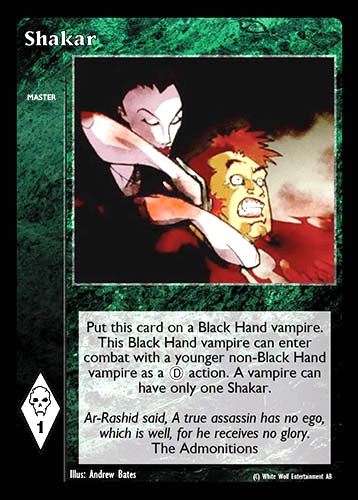 Shakar
MASTER
Put this card on a Black Hand vampire.
This Black Hand vampire can enter
combat with a younger non-Black Hand
vampire as a Ⓓ action. A vampire can
have only one Shakar.
Ar-Rashid said, A true assassin has no ego,
which is well, for he receives no glory.
The Admonitions
1
Illus: Andrew Bates
(C) White Wolf Entertainment AB